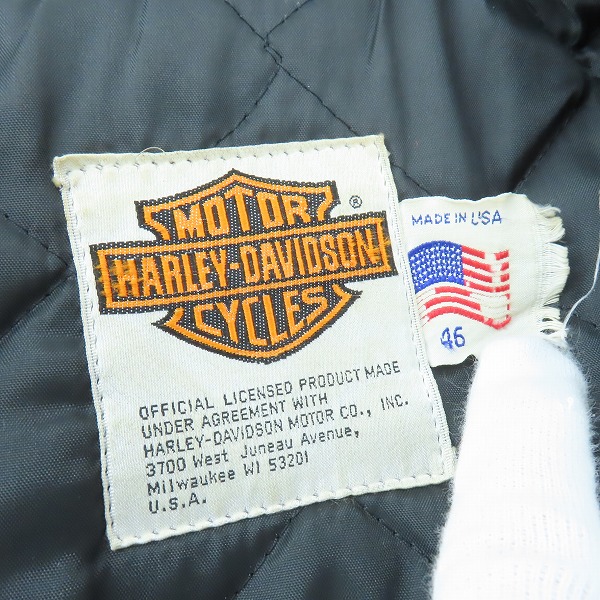 MOTOR
HARLEY-DAVIDSON
CYCLES
®
OFFICIAL LICENSED PRODUCT MADE
UNDER AGREEMENT WITH
HARLEY-DAVIDSON MOTOR CO., INC.
3700 West Juneau Avenue,
Milwaukee WI 53201
U.S.A.
MADE IN USA
46